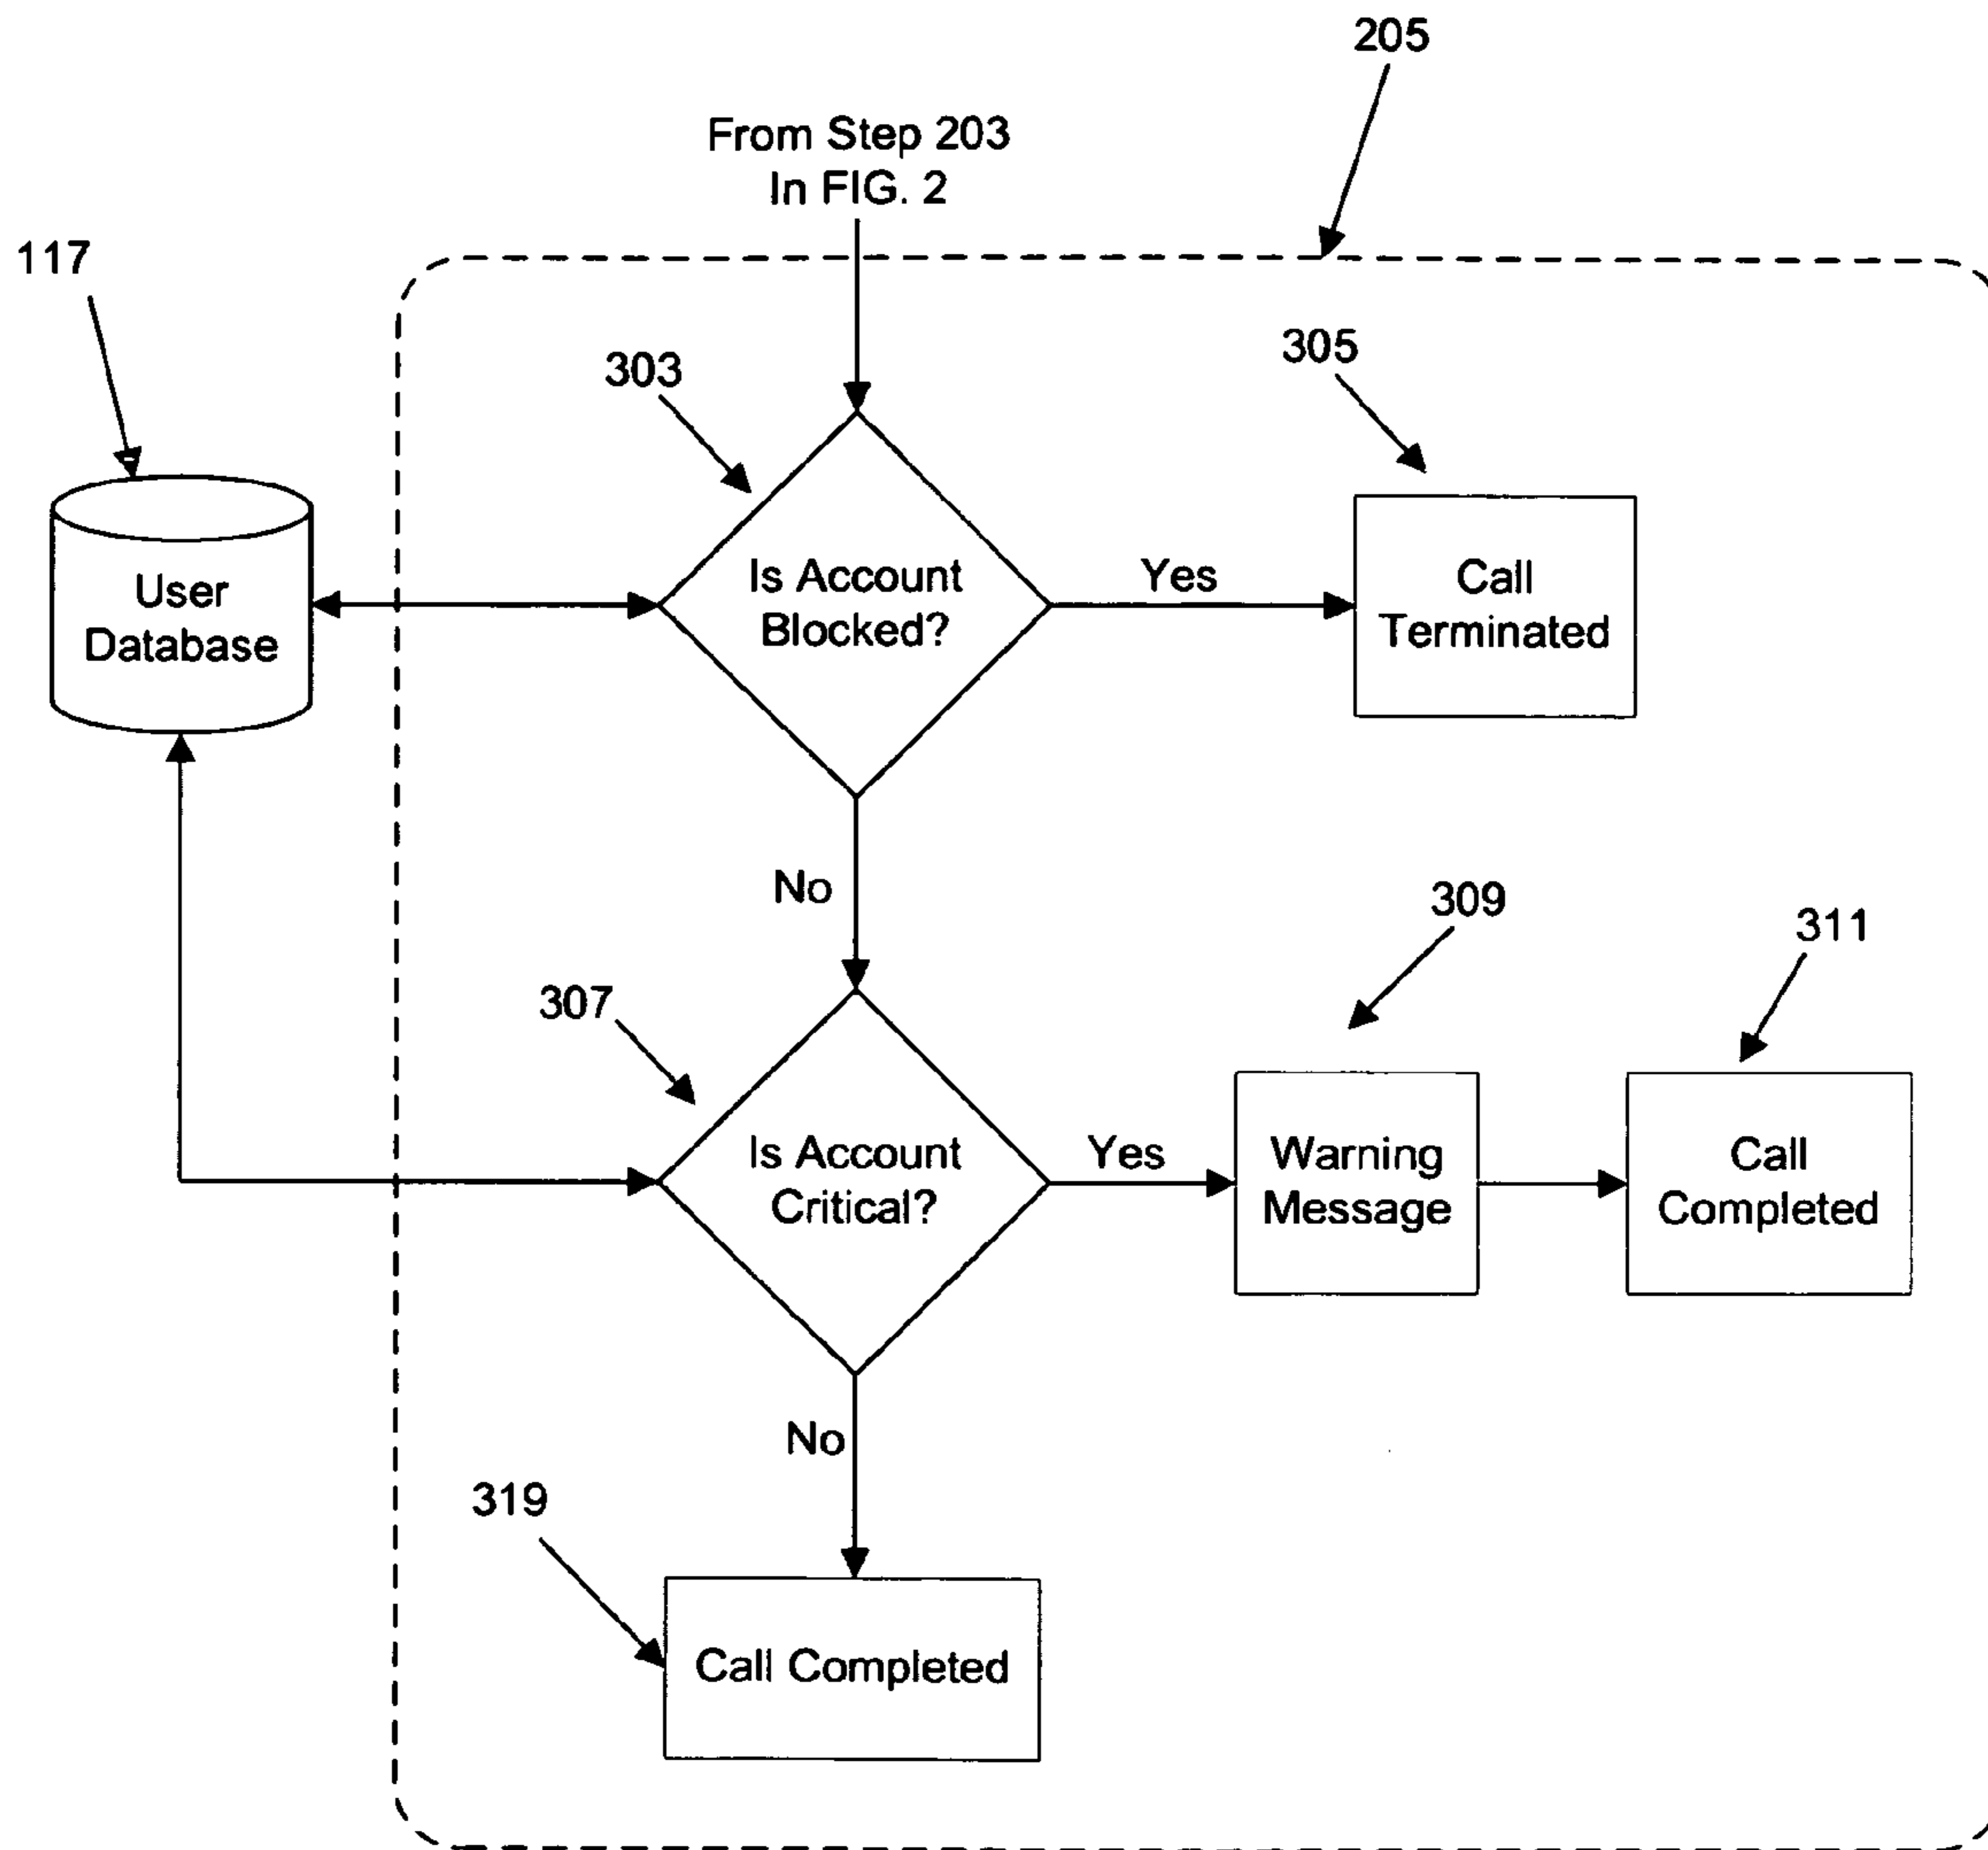 205
From Step 203
In FIG. 2
117
303
305
User
Database
Is Account
Blocked?
Yes
Call
Terminated
No
309
311
307
Is Account
Critical?
Yes
Warning
Message
Call
Completed
No
319
Call Completed